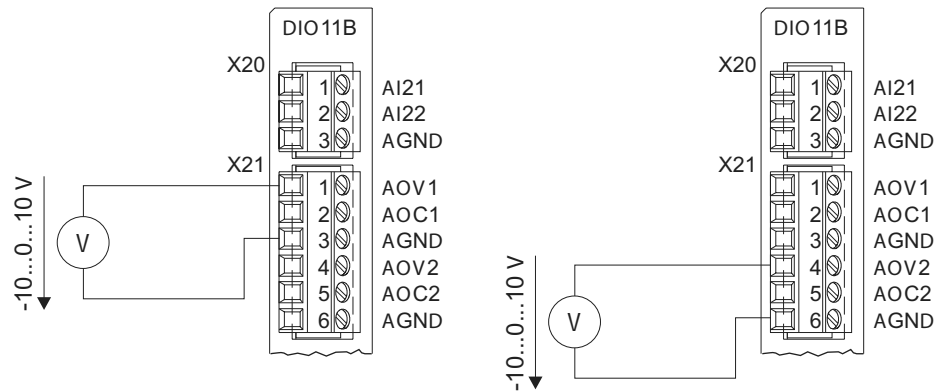 DIO11B
X20
1 AI21
2 AI22
3 AGND
X21
1 AOV1
2 AOC1
3 AGND
4 AOV2
5 AOC2
6 AGND
V
-10...0...10 V
DIO11B
X20
1 AI21
2 AI22
3 AGND
X21
1 AOV1
2 AOC1
3 AGND
4 AOV2
5 AOC2
6 AGND
V
-10...0...10 V